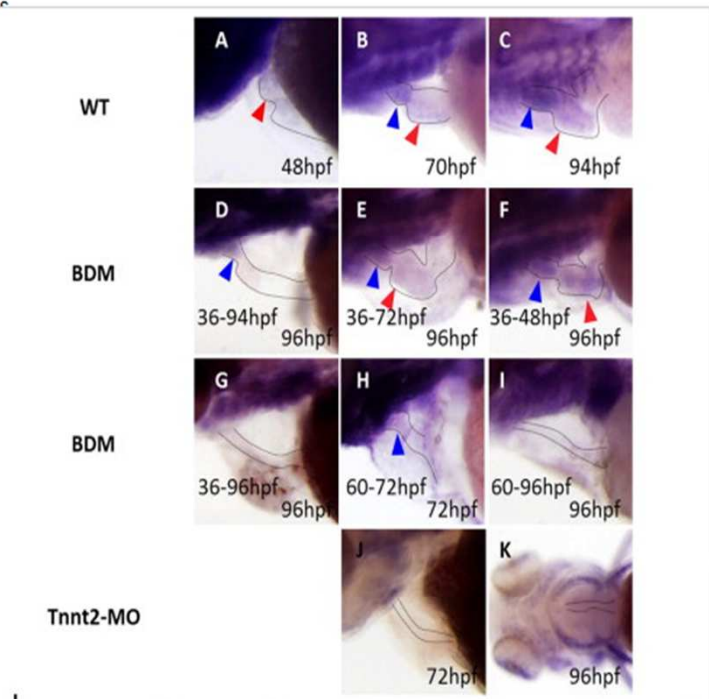 A B C
WT
48hpf 70hpf 94hpf
D E F
BDM
36-94hpf 36-72hpf 36-48hpf
96hpf 96hpf 96hpf
G H I
BDM
36-96hpf 60-72hpf 60-96hpf
96hpf 72hpf 96hpf
J K
Tnnt2-MO
72hpf 96hpf